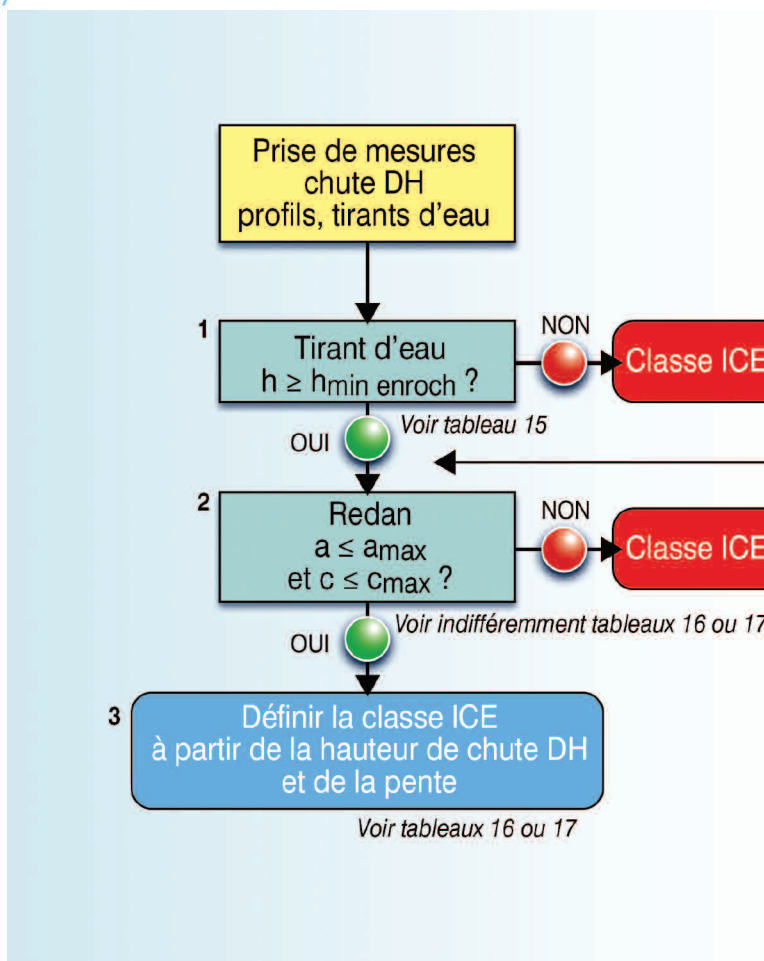 Prise de mesures
chute DH
profils, tirants d'eau
1
Tirant d'eau
h ≥ hmin enroch ?
NON
Classe ICE
OUI
Voir tableau 15
2
Redan
a ≤ amax
et c ≤ cmax ?
NON
Classe ICE
OUI
Voir indifféremment tableaux 16 ou 17
3
Définir la classe ICE
à partir de la hauteur de chute DH
et de la pente
Voir tableaux 16 ou 17